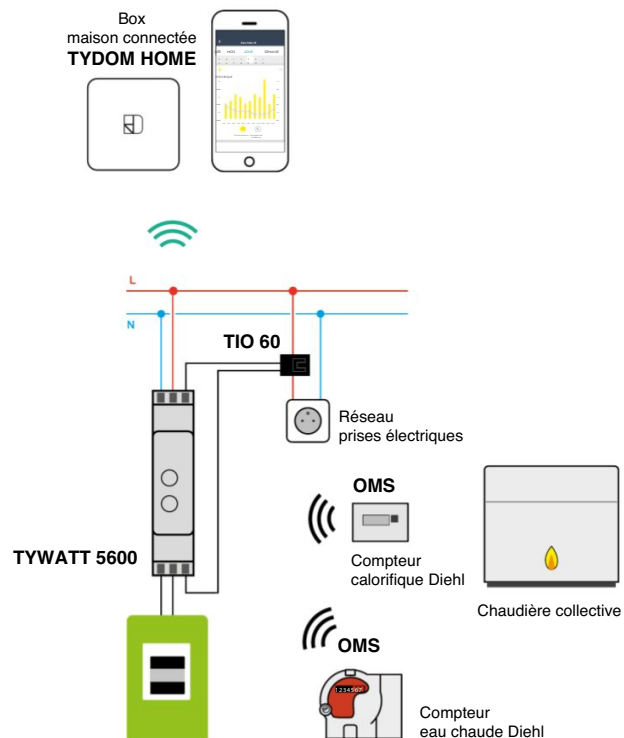 Box
maison connectée
TYDOM HOME
L
N
TIO 60
Réseau
prises électriques
OMS
TYWATT 5600
Compteur
calorifique Diehl
Chaudière collective
OMS
1234567
Compteur
eau chaude Diehl